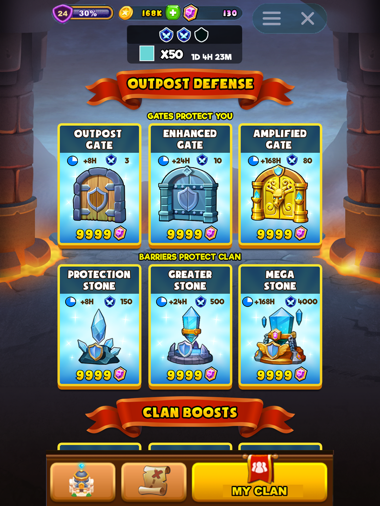 24 30% 168K 130
X50 1D 4H 23M
OUTPOST DEFENSE
GATES PROTECT YOU
OUTPOST GATE
+8H 3
9999
ENHANCED GATE
+24H 10
9999
AMPLIFIED GATE
+168H 80
9999
BARRIERS PROTECT CLAN
PROTECTION STONE
+8H 150
9999
GREATER STONE
+24H 500
9999
MEGA STONE
+168H 4000
9999
CLAN BOOSTS
MY CLAN